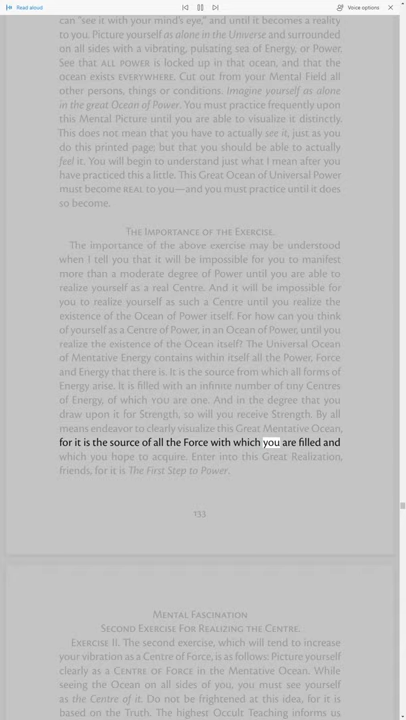 Read aloud
Voice options
can "see it with your mind's eye," and until it becomes a reality
to you. Picture yourself as alone in the Universe and surrounded
on all sides with a vibrating, pulsating sea of Energy, or Power.
See that ALL POWER is locked up in that ocean, and that the
ocean exists EVERYWHERE. Cut out from your Mental Field all
other persons, things or conditions. Imagine yourself as alone
in the great Ocean of Power. You must practice frequently upon
this Mental Picture until you are able to visualize it distinctly.
This does not mean that you have to actually see it, just as you
do this printed page; but that you should be able to actually
feel it. You will begin to understand just what I mean after you
have practiced this a little. This Great Ocean of Universal Power
must become REAL to you—and you must practice until it does
so become.
THE IMPORTANCE OF THE EXERCISE.
The importance of the above exercise may be understood
when I tell you that it will be impossible for you to manifest
more than a moderate degree of Power until you are able to
realize yourself as a real Centre. And it will be impossible for
you to realize yourself as such a Centre until you realize the
existence of the Ocean of Power itself. For how can you think
of yourself as a Centre of Power, in an Ocean of Power, until you
realize the existence of the Ocean itself? The Universal Ocean
of Mentative Energy contains within itself all the Power, Force
and Energy that there is. It is the source from which all forms of
Energy arise. It is filled with an infinite number of tiny Centres
of Energy, of which YOU are one. And in the degree that you
draw upon it for Strength, so will you receive Strength. By all
means endeavor to clearly visualize this Great Mentative Ocean,
for it is the source of all the Force with which you are filled and
which you hope to acquire. Enter into this Great Realization,
friends, for it is The First Step to Power.
133
MENTAL FASCINATION
SECOND EXERCISE FOR REALIZING THE CENTRE.
EXERCISE II. The second exercise, which will tend to increase
your vibration as a Centre of Force, is as follows: Picture yourself
clearly as a CENTRE OF FORCE in the Mentative Ocean. While
seeing the Ocean on all sides of you, you must see yourself
as the Centre of it. Do not be frightened at this idea, for it is
based on the Truth. The highest Occult Teaching informs us